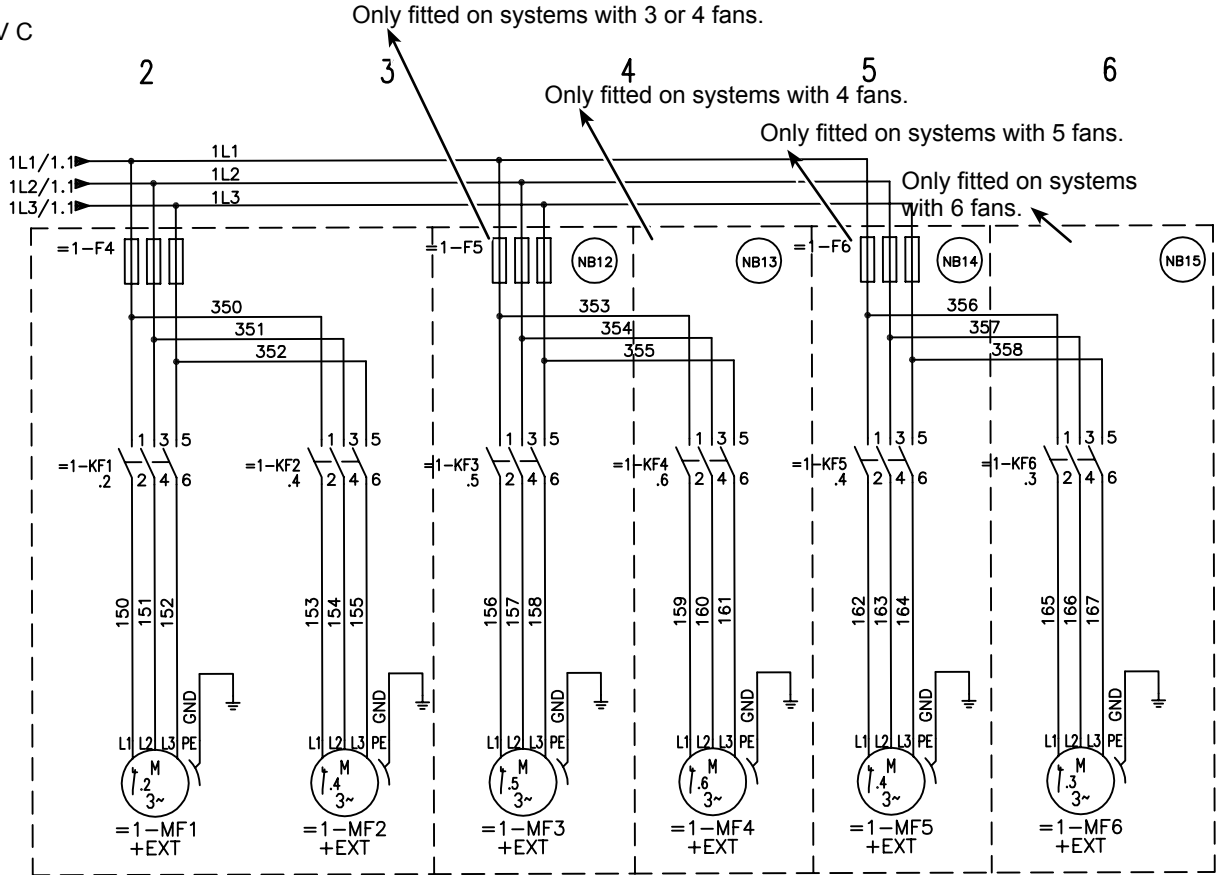 Only fitted on systems with 3 or 4 fans.
V C
2 3 4 5 6
Only fitted on systems with 4 fans.
Only fitted on systems with 5 fans.
Only fitted on systems
with 6 fans.
1L1/1.1 1L1
1L2/1.1 1L2
1L3/1.1 1L3
=1-F4 =1-F5 NB12 NB13 =1-F6 NB14 NB15
350 353 356
351 354 357
352 355 358
1 3 5 1 3 5 1 3 5 1 3 5 1 3 5 1 3 5
=1-KF1 =1-KF2 =1-KF3 =1-KF4 =1-KF5 =1-KF6
.2 2 4 6 .4 2 4 6 .5 2 4 6 .6 2 4 6 .4 2 4 6 .3 2 4 6
150 151 152 153 154 155 156 157 158 159 160 161 162 163 164 165 166 167
GND GND GND GND GND GND
L1 L2 L3 PE L1 L2 L3 PE L1 L2 L3 PE L1 L2 L3 PE L1 L2 L3 PE L1 L2 L3 PE
M M M M M M
.2 .4 .5 .6 .4 .3
3~ 3~ 3~ 3~ 3~ 3~
=1-MF1 =1-MF2 =1-MF3 =1-MF4 =1-MF5 =1-MF6
+EXT +EXT +EXT +EXT +EXT +EXT